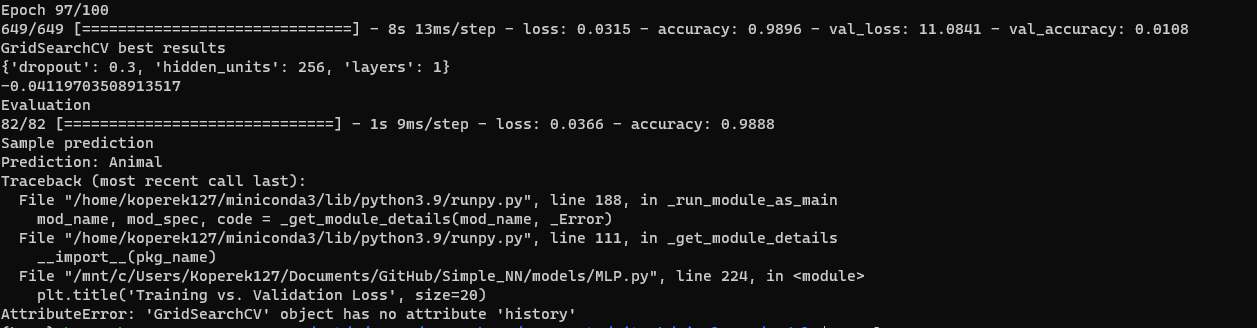 Epoch 97/100
649/649 [==============================] - 8s 13ms/step - loss: 0.0315 - accuracy: 0.9896 - val_loss: 11.0841 - val_accuracy: 0.0108
GridSearchCV best results
{'dropout': 0.3, 'hidden_units': 256, 'layers': 1}
-0.04119703508913517
Evaluation
82/82 [==============================] - 1s 9ms/step - loss: 0.0366 - accuracy: 0.9888
Sample prediction
Prediction: Animal
Traceback (most recent call last):
  File "/home/koperek127/miniconda3/lib/python3.9/runpy.py", line 188, in _run_module_as_main
    mod_name, mod_spec, code = _get_module_details(mod_name, _Error)
  File "/home/koperek127/miniconda3/lib/python3.9/runpy.py", line 111, in _get_module_details
    __import__(pkg_name)
  File "/mnt/c/Users/Koperek127/Documents/GitHub/Simple_NN/models/MLP.py", line 224, in <module>
    plt.title('Training vs. Validation Loss', size=20)
AttributeError: 'GridSearchCV' object has no attribute 'history'